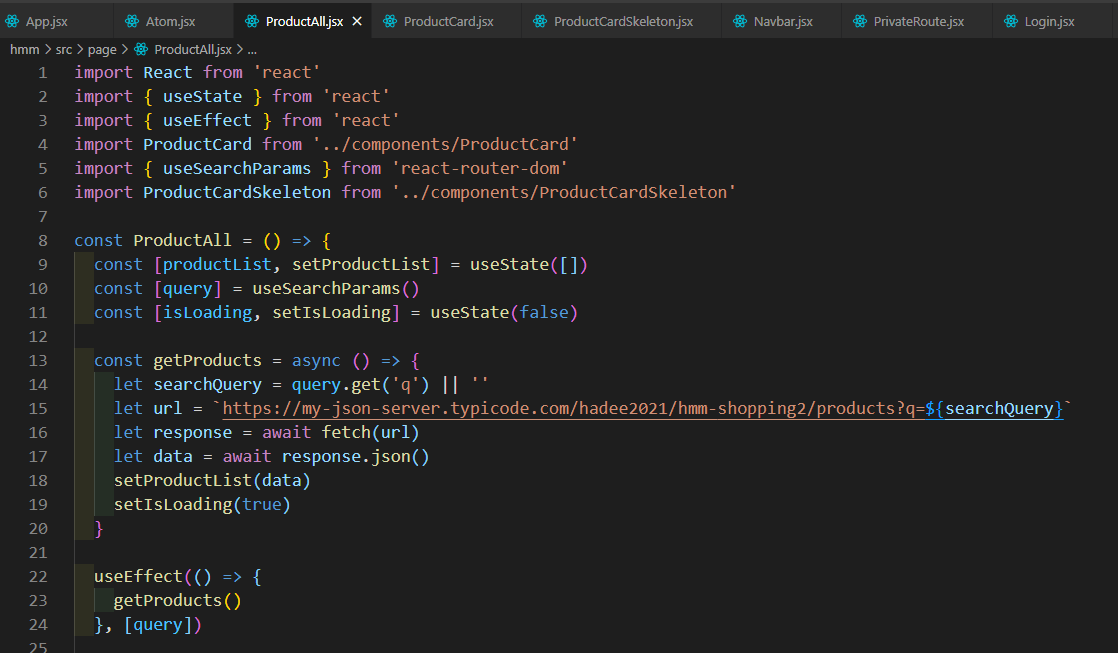 App.jsx Atom.jsx ProductAll.jsx ProductCard.jsx ProductCardSkeleton.jsx Navbar.jsx PrivateRoute.jsx Login.jsx
hmm > src > page > ProductAll.jsx > ...
1 import React from 'react'
2 import { useState } from 'react'
3 import { useEffect } from 'react'
4 import ProductCard from '../components/ProductCard'
5 import { useSearchParams } from 'react-router-dom'
6 import ProductCardSkeleton from '../components/ProductCardSkeleton'
7
8 const ProductAll = () => {
9   const [productList, setProductList] = useState([])
10   const [query] = useSearchParams()
11   const [isLoading, setIsLoading] = useState(false)
12
13   const getProducts = async () => {
14     let searchQuery = query.get('q') || ''
15     let url = `https://my-json-server.typicode.com/hadee2021/hmm-shopping2/products?q=${searchQuery}`
16     let response = await fetch(url)
17     let data = await response.json()
18     setProductList(data)
19     setIsLoading(true)
20   }
21
22   useEffect(() => {
23     getProducts()
24   }, [query])
25